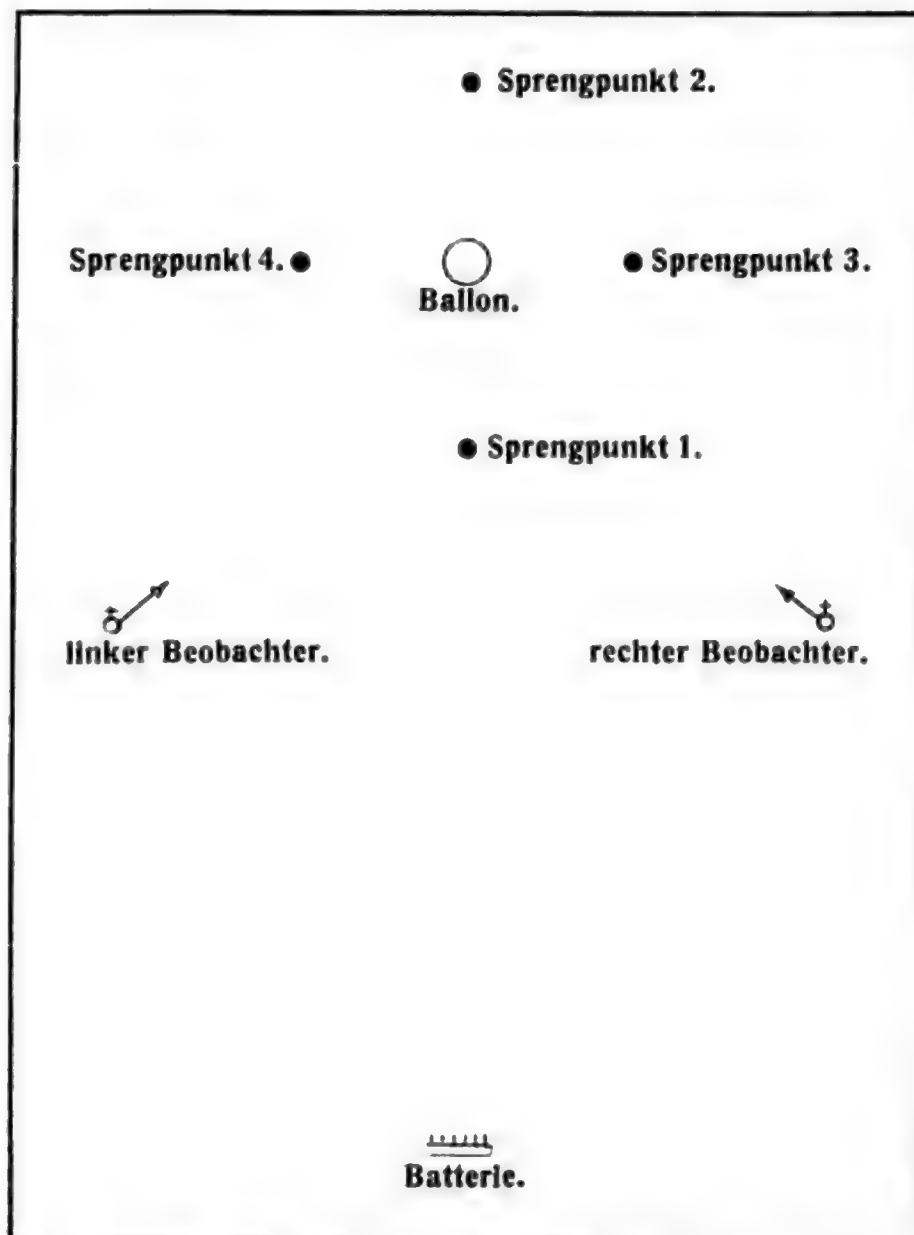 Sprengpunkt 2.
Sprengpunkt 4.
Sprengpunkt 3.
Ballon.
Sprengpunkt 1.
linker Beobachter.
rechter Beobachter.
Batterie.